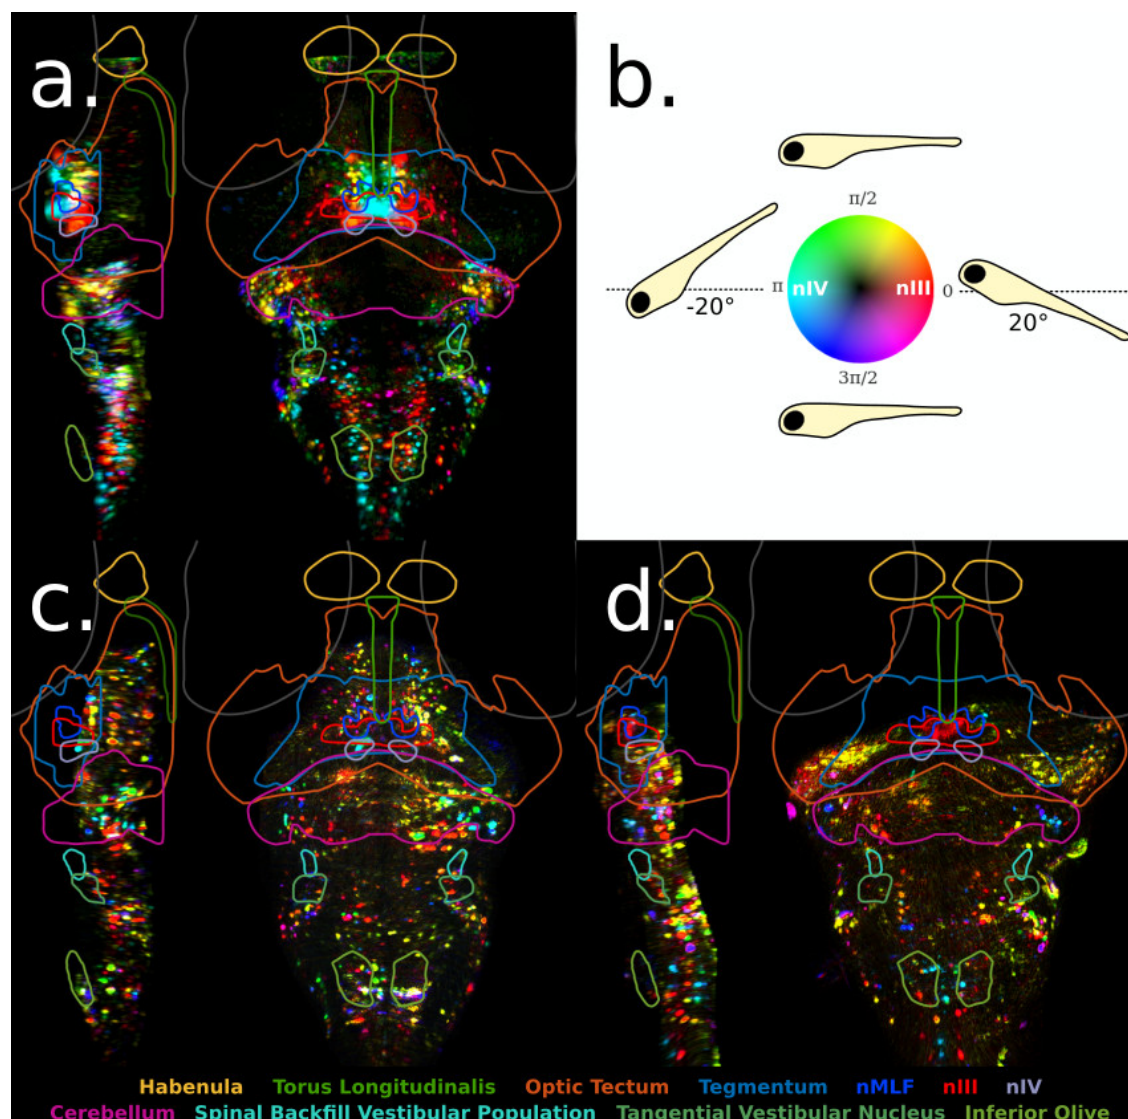 a.
b.
π/2
π
nIV
nIII
0
-20°
20°
3π/2
c.
d.
Habenula Torus Longitudinalis Optic Tectum Tegmentum nMLF nIII nIV
Cerebellum Spinal Backfill Vestibular Population Tangential Vestibular Nucleus Inferior Olive